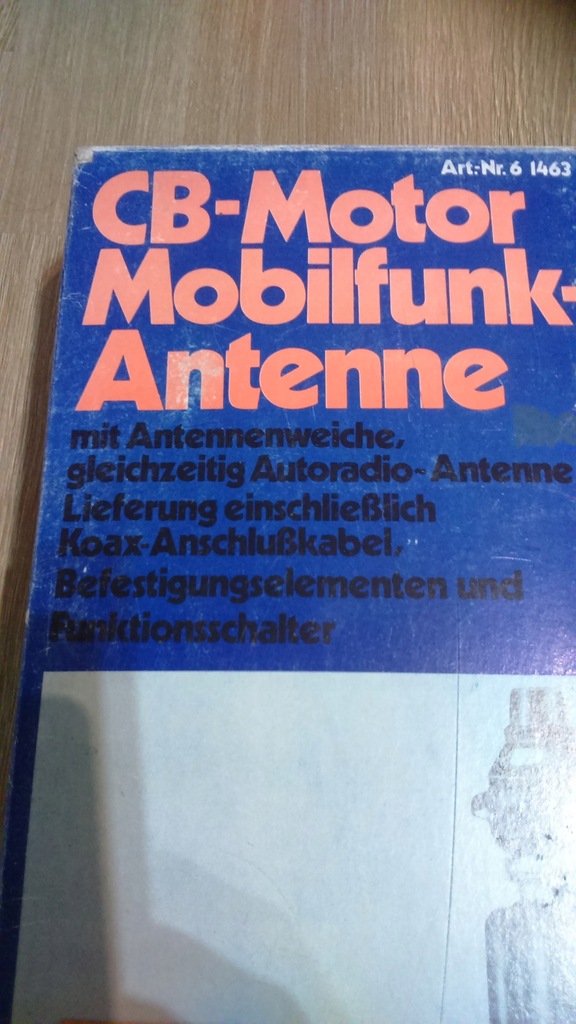 Art.-Nr. 6 1463
CB-Motor
Mobilfunk-
Antenne
mit Antennenweiche,
gleichzeitig Autoradio-Antenne
Lieferung einschließlich
Koax-Anschlußkabel,
Befestigungselementen und
Funktionsschalter